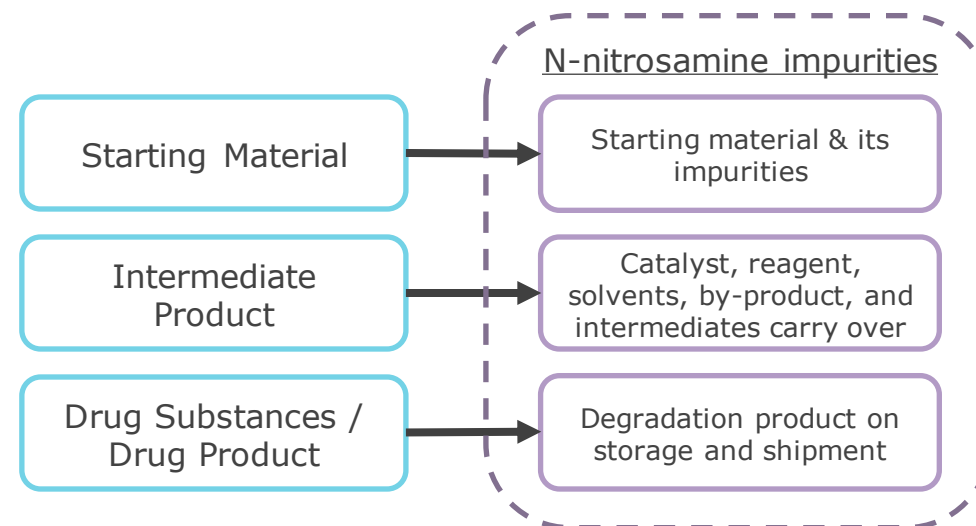 N-nitrosamine impurities
Starting Material
Starting material & its
impurities
Intermediate
Product
Catalyst, reagent,
solvents, by-product, and
intermediates carry over
Drug Substances /
Drug Product
Degradation product on
storage and shipment